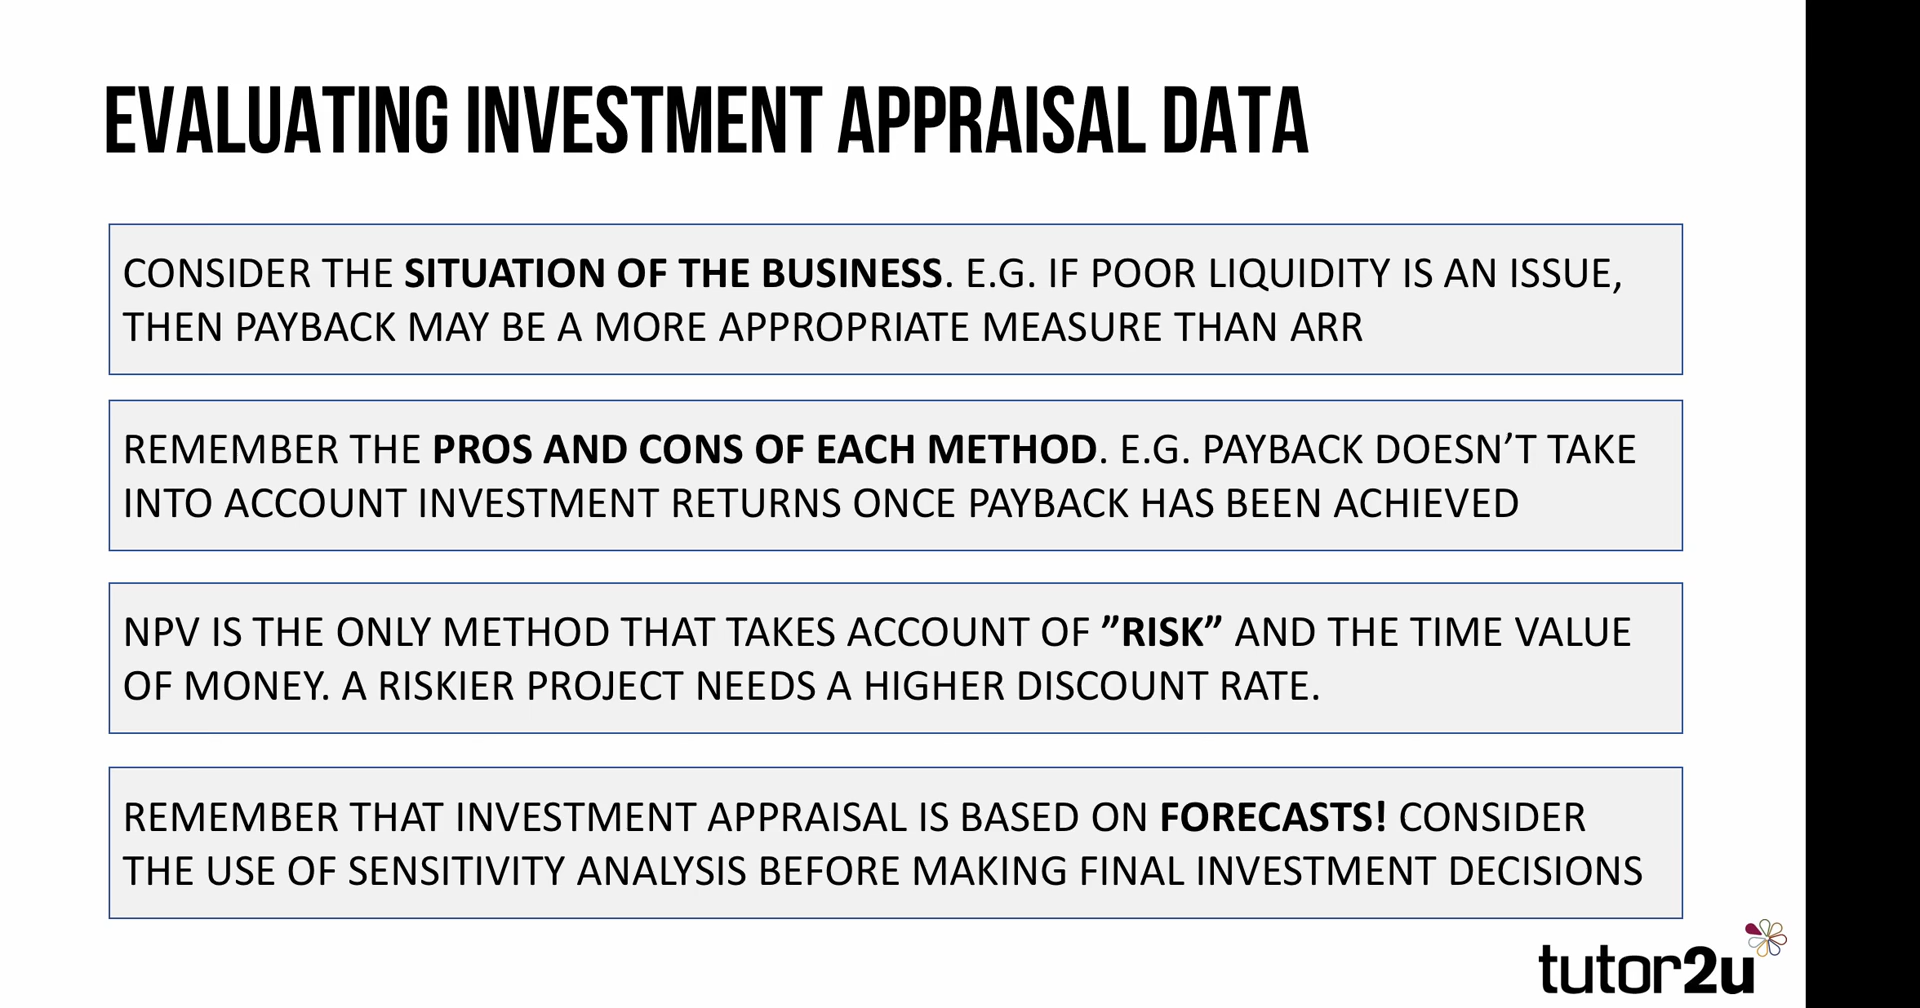 EVALUATING INVESTMENT APPRAISAL DATA
CONSIDER THE SITUATION OF THE BUSINESS. E.G. IF POOR LIQUIDITY IS AN ISSUE,
THEN PAYBACK MAY BE A MORE APPROPRIATE MEASURE THAN ARR
REMEMBER THE PROS AND CONS OF EACH METHOD. E.G. PAYBACK DOESN’T TAKE
INTO ACCOUNT INVESTMENT RETURNS ONCE PAYBACK HAS BEEN ACHIEVED
NPV IS THE ONLY METHOD THAT TAKES ACCOUNT OF ”RISK” AND THE TIME VALUE
OF MONEY. A RISKIER PROJECT NEEDS A HIGHER DISCOUNT RATE.
REMEMBER THAT INVESTMENT APPRAISAL IS BASED ON FORECASTS! CONSIDER
THE USE OF SENSITIVITY ANALYSIS BEFORE MAKING FINAL INVESTMENT DECISIONS
tutor2u